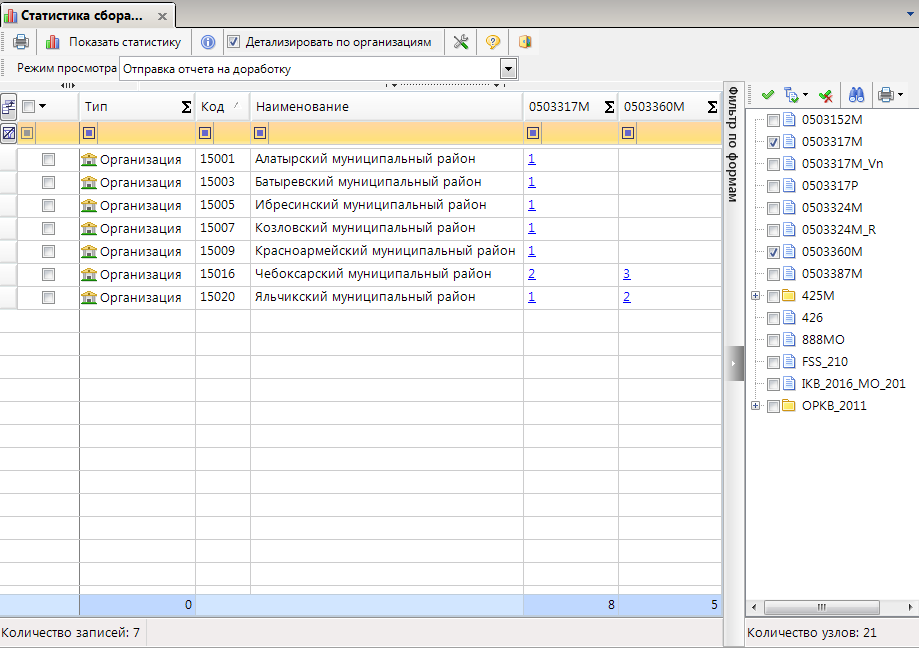 Статистика сбора...
Показать статистику
Детализировать по организациям
Режим просмотра
Отправка отчета на доработку
Тип Σ Код Наименование 0503317M Σ 0503360M Σ
Организация 15001 Алатырский муниципальный район 1
Организация 15003 Батыревский муниципальный район 1
Организация 15005 Ибресинский муниципальный район 1
Организация 15007 Козловский муниципальный район 1
Организация 15009 Красноармейский муниципальный район 1
Организация 15016 Чебоксарский муниципальный район 2 3
Организация 15020 Яльчикский муниципальный район 1 2
0 8 5
Количество записей: 7
Фильтр по формам
0503152M
0503317M
0503317M_Vn
0503317P
0503324M
0503324M_R
0503360M
0503387M
425M
426
888MO
FSS_210
IKB_2016_MO_201
OPKB_2011
Количество узлов: 21